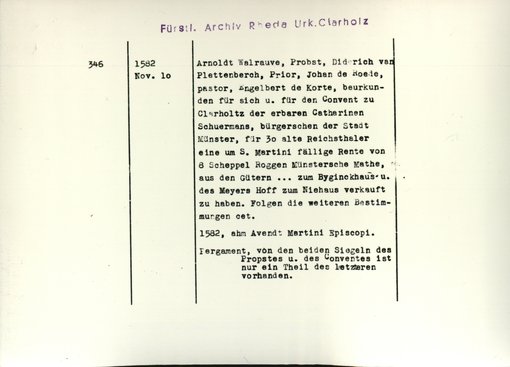 Fürstl. Archiv Rheda Urk. Clarholz
346
1582
Nov. 10
Arnoldt Walrauve, Probst, Diderich van
Plettenberch, Prior, Johan de Roede,
pastor, Engelbert de Korte, beurkun-
den für sich u. für den Convent zu
Clarholtz der erbaren Catharinen
Schuermans, bürgerschen der Stadt
Münster, für 30 alte Reichsthaler
eine um S. Martini fällige Rente von
8 Scheppel Roggen Münstersche Mathe,
aus den Gütern ... zum Byginckhaus u.
des Meyers Hoff zum Niehaus verkauft
zu haben. Folgen die weiteren Bestim-
mungen cet.
1582, ahm Avendt Martini Episcopi.
Pergament, von den beiden Siegeln des
Propstes u. des Conventes ist
nur ein Theil des letzteren
vorhanden.